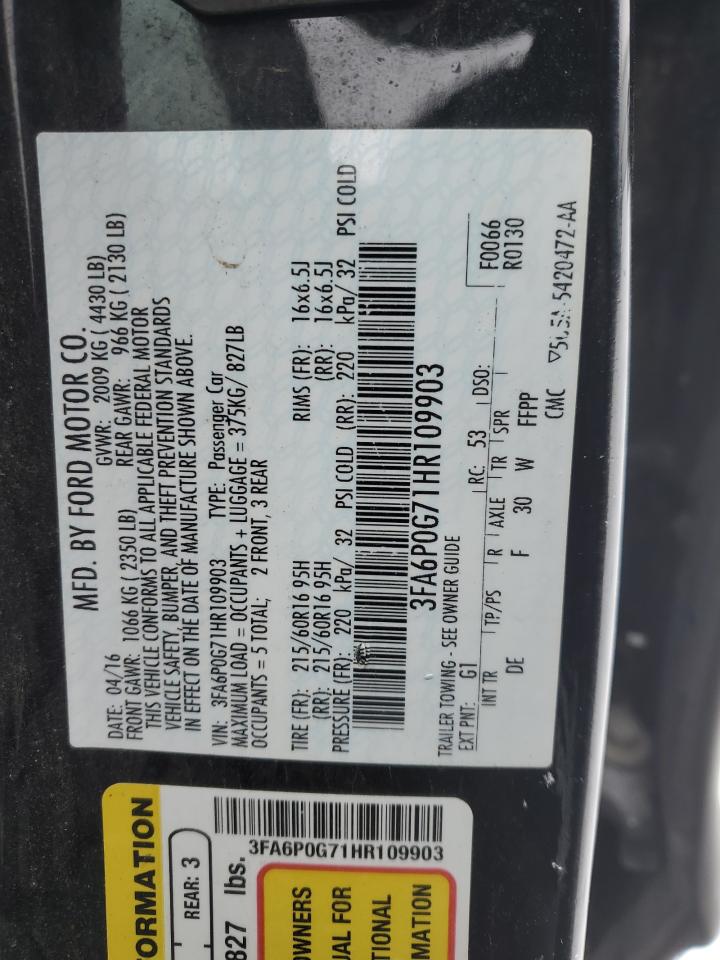 MFD. BY FORD MOTOR CO.
DATE: 04/16 GVWR: 2009 KG ( 4430 LB)
FRONT GAWR: 1066 KG ( 2350 LB) REAR GAWR: 966 KG ( 2130 LB)
THIS VEHICLE CONFORMS TO ALL APPLICABLE FEDERAL MOTOR
VEHICLE SAFETY, BUMPER, AND THEFT PREVENTION STANDARDS
IN EFFECT ON THE DATE OF MANUFACTURE SHOWN ABOVE.
VIN: 3FA6P0G71HR109903 TYPE: Passenger Car
MAXIMUM LOAD = OCCUPANTS + LUGGAGE = 375KG/ 827LB
OCCUPANTS = 5 TOTAL; 2 FRONT, 3 REAR
TIRE (FR): 215/60R16 95H RIMS (FR): 16x6.5J
(RR): 215/60R16 95H (RR): 16x6.5J
PRESSURE (FR): 220 kPa/ 32 PSI COLD (RR): 220 kPa/ 32 PSI COLD
3FA6P0G71HR109903
TRAILER TOWING - SEE OWNER GUIDE
EXT PNT: G1 RC: 53 DSO: F0066
R0130
INT TR TP/PS R AXLE TR SPR
DE F 30 W FFPP
CMC 5420472-AA
ORMATION
REAR: 3
827 lbs.
3FA6P0G71HR109903
OWNERS
UAL FOR
TIONAL
MATION